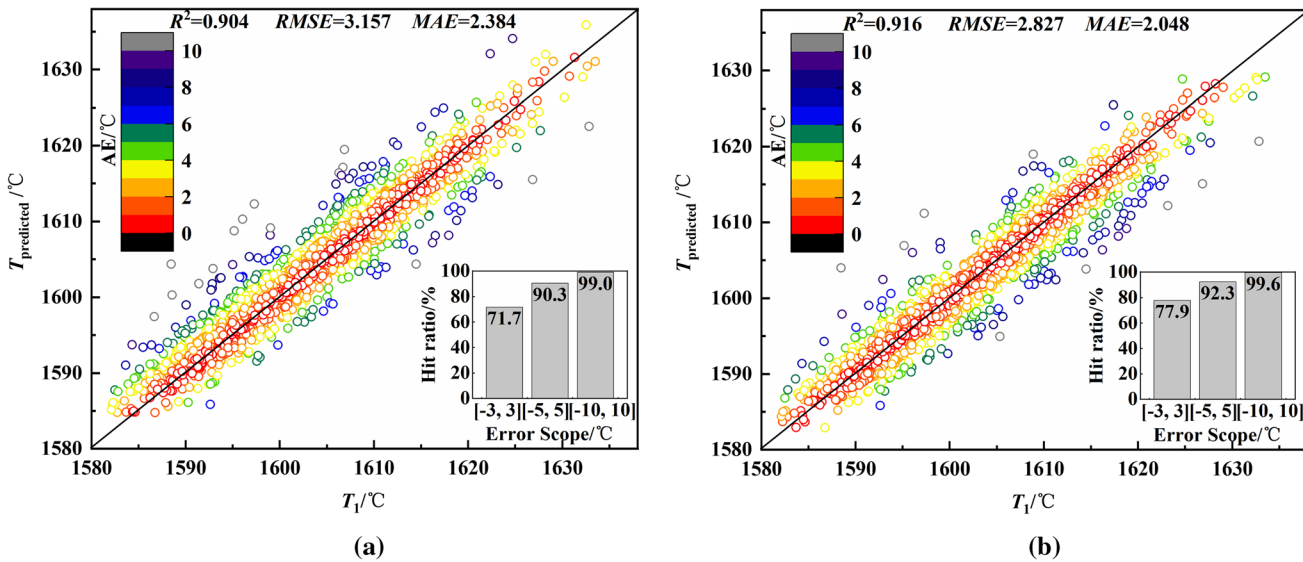 R²=0.904 RMSE=3.157 MAE=2.384
AE/℃
10
8
6
4
2
0
T predicted /℃
1630
1620
1610
1600
1590
1580
1580 1590 1600 1610 1620 1630
T₁/℃
Hit ratio/%
100
80
60
40
20
0
71.7
90.3
99.0
[-3, 3][-5, 5][-10, 10]
Error Scope/℃
(a)
R²=0.916 RMSE=2.827 MAE=2.048
AE/℃
10
8
6
4
2
0
T predicted /℃
1630
1620
1610
1600
1590
1580
1580 1590 1600 1610 1620 1630
T₁/℃
Hit ratio/%
100
80
60
40
20
0
77.9
92.3
99.6
[-3, 3][-5, 5][-10, 10]
Error Scope/℃
(b)